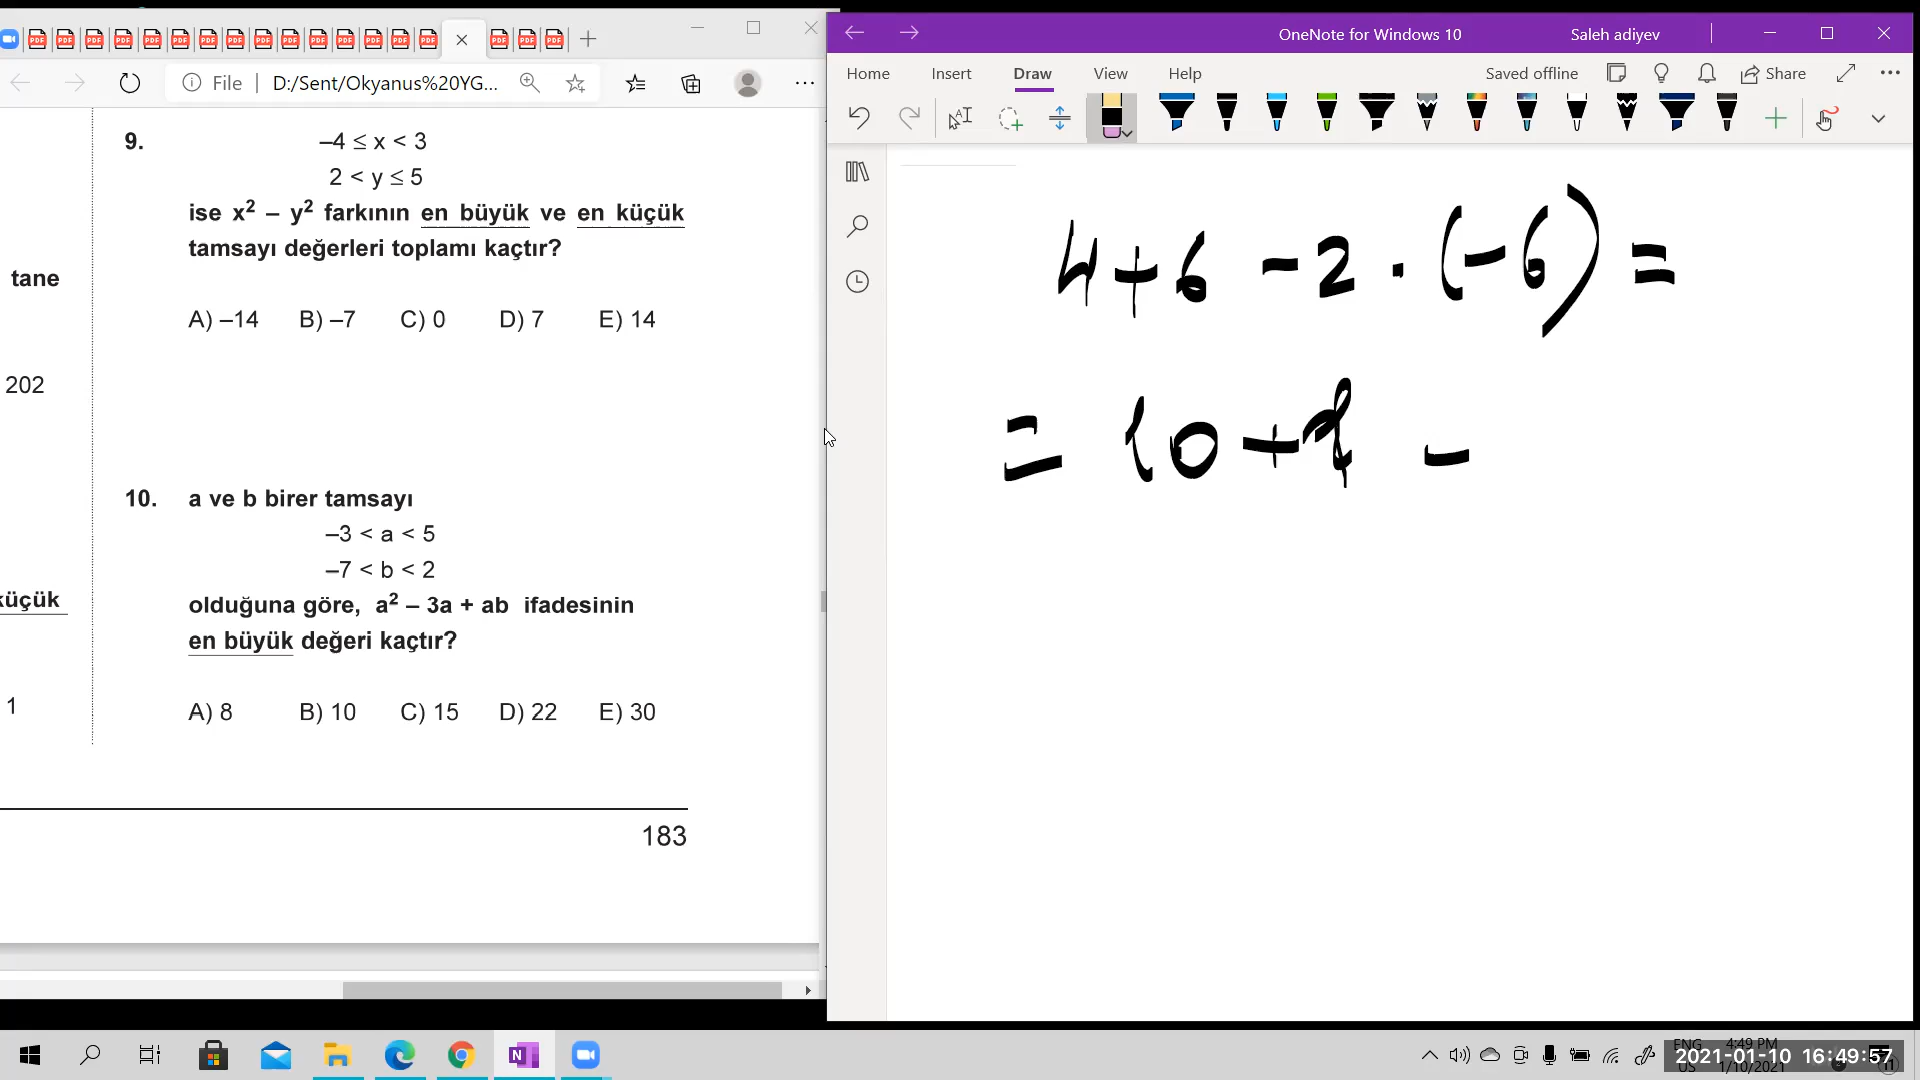 File
D:/Sent/Okyanus%20YG...
tane
202
küçük
1
9.
–4 ≤ x < 3
2 < y ≤ 5
ise x² – y² farkının en büyük ve en küçük
tamsayı değerleri toplamı kaçtır?
A) –14 B) –7 C) 0 D) 7 E) 14
10. a ve b birer tamsayı
–3 < a < 5
–7 < b < 2
olduğuna göre, a² – 3a + ab ifadesinin
en büyük değeri kaçtır?
A) 8 B) 10 C) 15 D) 22 E) 30
183
OneNote for Windows 10
Saleh adiyev
Home Insert Draw View Help
Saved offline
Share
4+6 -2 · (-6) =
= 10 +
-
ENG
US
4:49 PM
1/10/2021
2021-01-10 16:49:57